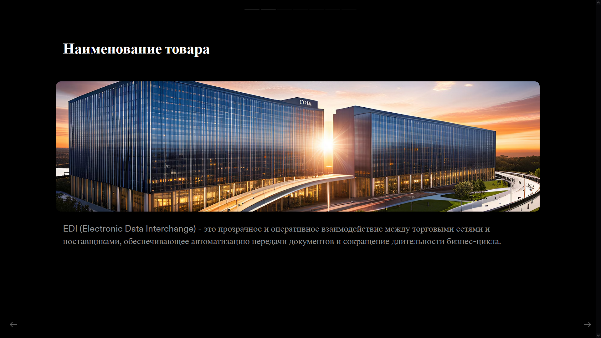 Наименование товара
EDI (Electronic Data Interchange) - это прозрачное и оперативное взаимодействие между торговыми сетями и
поставщиками, обеспечивающее автоматизацию передачи документов и сокращение длительности бизнес-цикла.